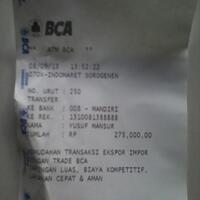 BCA
ATM BCA
08/09/13 13:52:22
070X-INDOMARET SOROGENEN
NO. URUT : 250
TRANSFER
KE BANK : 008 - MANDIRI
KE REK. : 1310081388888
NAMA : YUSUF MANSUR
JUMLAH : RP 275,000.00
KEMUDAHAN TRANSAKSI EKSPOR IMPOR
DENGAN TRADE BCA
JARINGAN LUAS, BIAYA KOMPETITIF,
LAYANAN CEPAT & AMAN